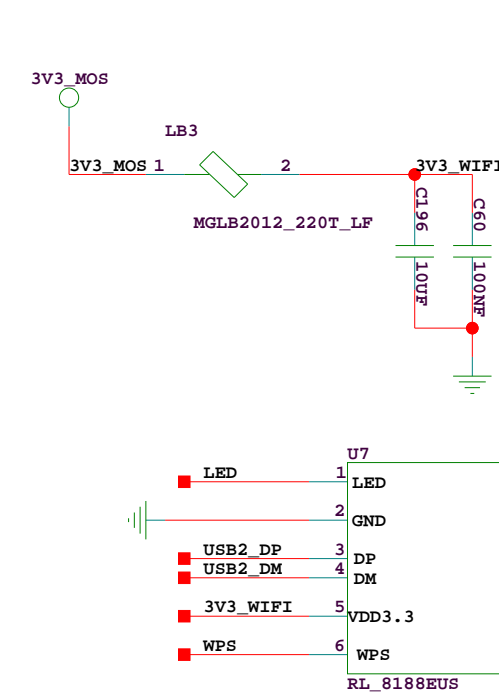 3V3_MOS
LB3
3V3_MOS 1 2 3V3_WIFI
MGLB2012_220T_LF
C196 10UF
C60 100NF
U7
LED 1 LED
2 GND
USB2_DP 3 DP
USB2_DM 4 DM
3V3_WIFI 5 VDD3.3
WPS 6 WPS
RL_8188EUS